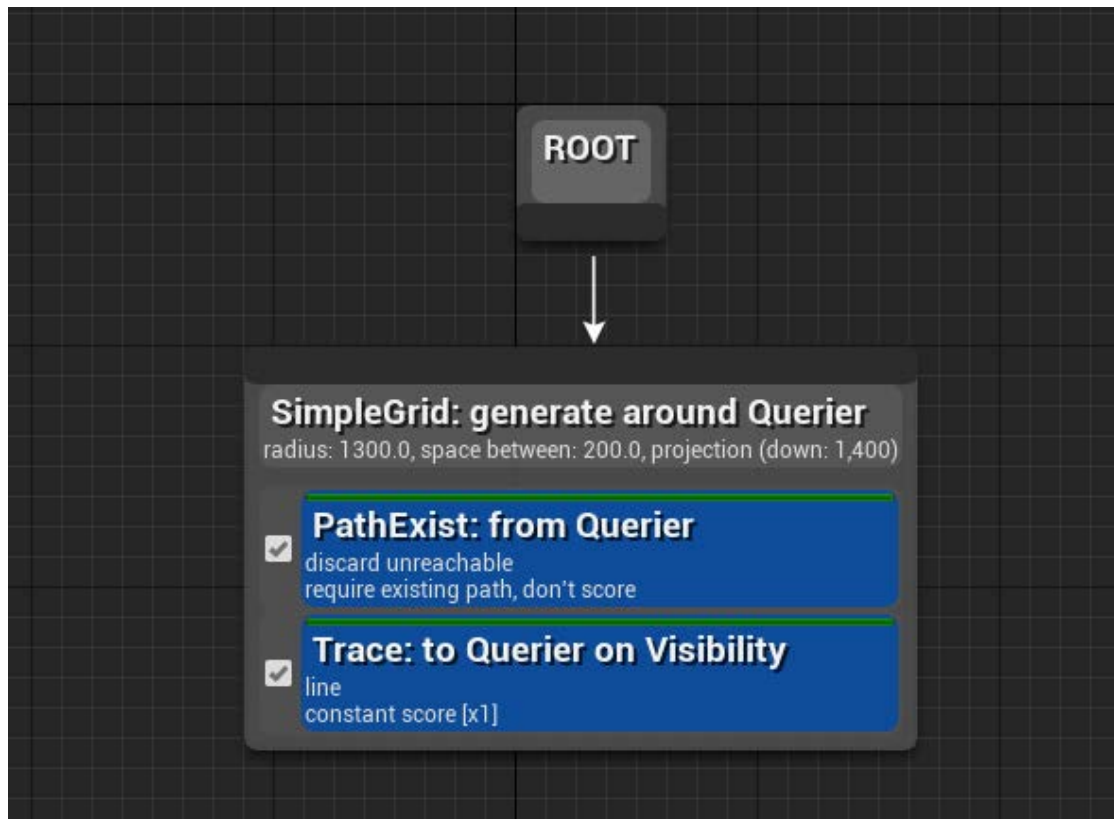 ROOT
SimpleGrid: generate around Querier
radius: 1300.0, space between: 200.0, projection (down: 1,400)
PathExist: from Querier
discard unreachable
require existing path, don't score
Trace: to Querier on Visibility
line
constant score [x1]